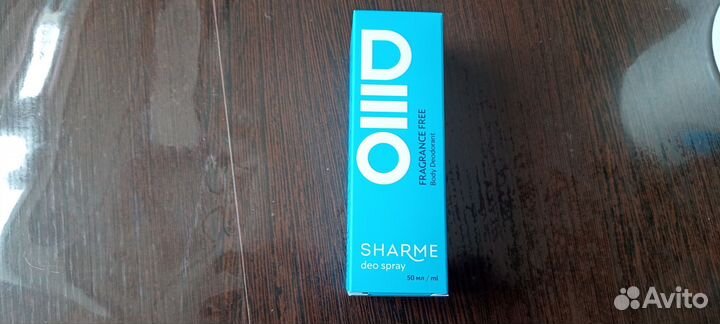 DEO
FRAGRANCE FREE
Body Deodorant
SHARME
deo spray
50 мл / ml
Avito